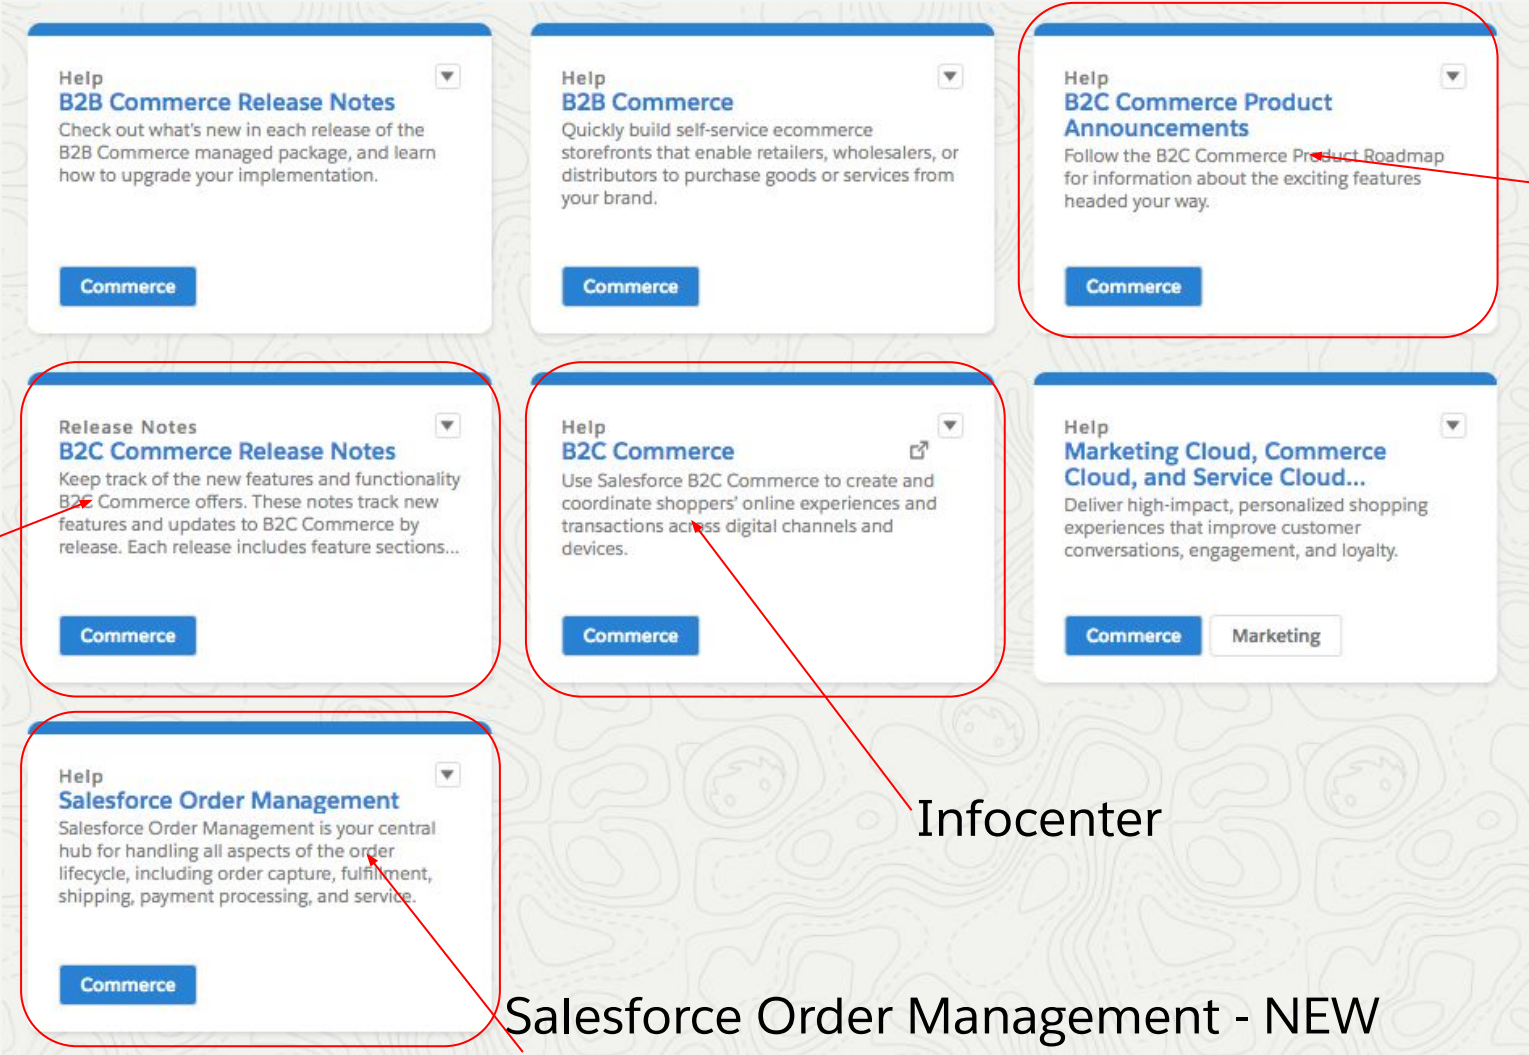 Help
B2B Commerce Release Notes
Check out what's new in each release of the
B2B Commerce managed package, and learn
how to upgrade your implementation.
Commerce
Help
B2B Commerce
Quickly build self-service ecommerce
storefronts that enable retailers, wholesalers, or
distributors to purchase goods or services from
your brand.
Commerce
Help
B2C Commerce Product
Announcements
Follow the B2C Commerce Product Roadmap
for information about the exciting features
headed your way.
Commerce
Release Notes
B2C Commerce Release Notes
Keep track of the new features and functionality
B2C Commerce offers. These notes track new
features and updates to B2C Commerce by
release. Each release includes feature sections...
Commerce
Help
B2C Commerce
Use Salesforce B2C Commerce to create and
coordinate shoppers' online experiences and
transactions across digital channels and
devices.
Commerce
Help
Marketing Cloud, Commerce
Cloud, and Service Cloud...
Deliver high-impact, personalized shopping
experiences that improve customer
conversations, engagement, and loyalty.
Commerce
Marketing
Help
Salesforce Order Management
Salesforce Order Management is your central
hub for handling all aspects of the order
lifecycle, including order capture, fulfillment,
shipping, payment processing, and service.
Commerce
Infocenter
Salesforce Order Management - NEW